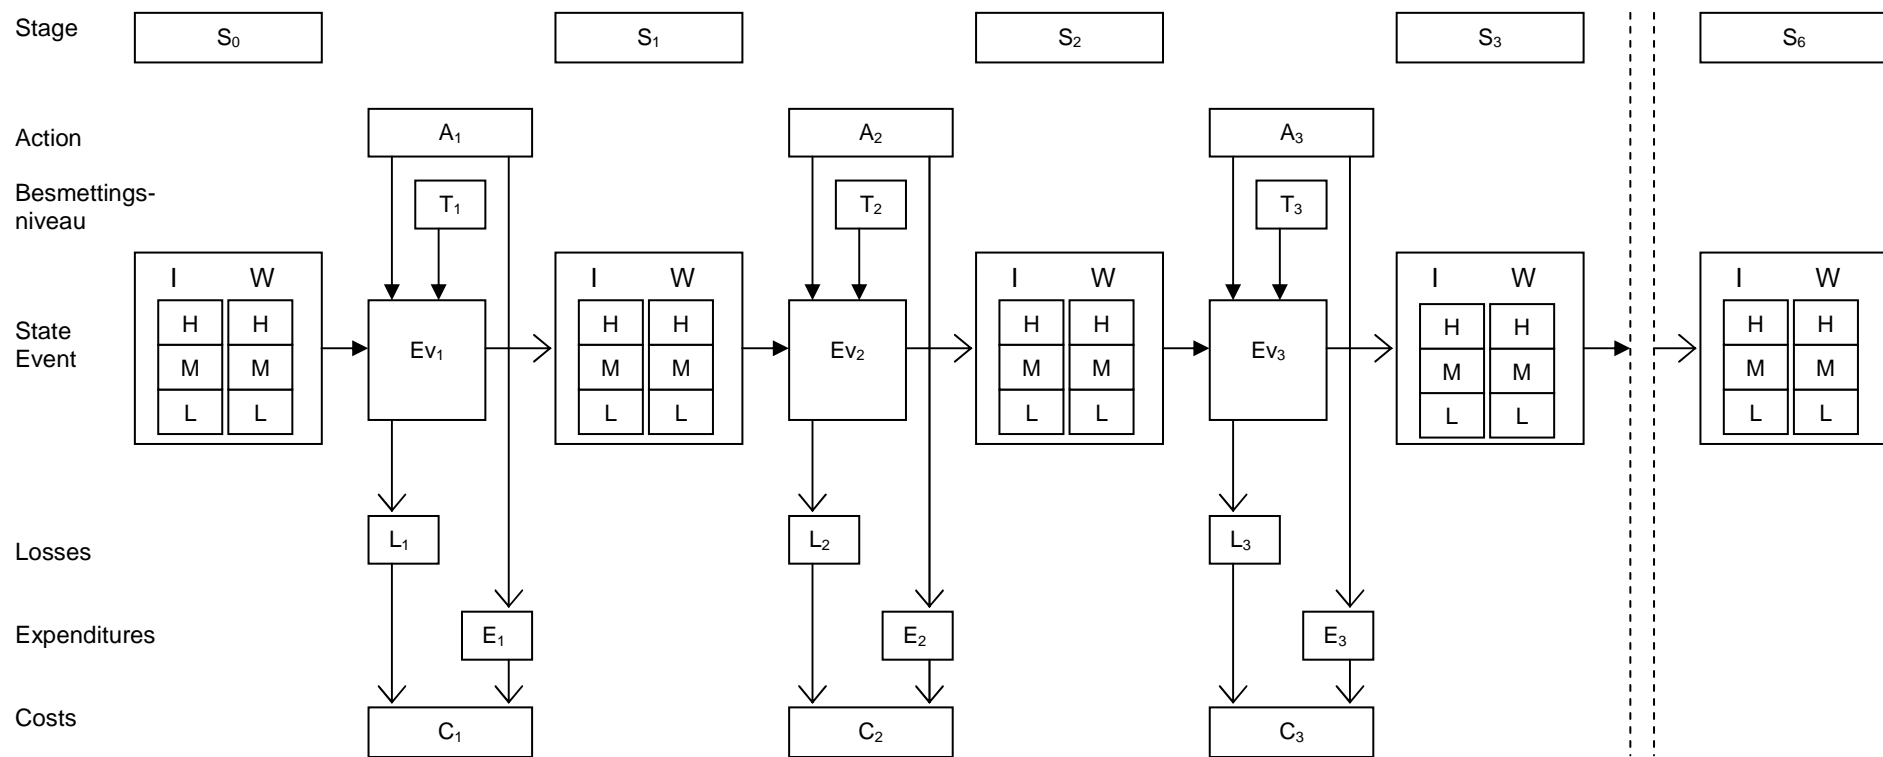 Stage S₀ S₁ S₂ S₃ S₆
Action A₁ A₂ A₃
Besmettings-
niveau
T₁ T₂ T₃
I W I W I W I W I W
H H H H H H H H H H
State
Event
M M Ev₁ M M Ev₂ M M Ev₃ M M M M
L L L L L L L L L L
Losses L₁ L₂ L₃
Expenditures E₁ E₂ E₃
Costs C₁ C₂ C₃